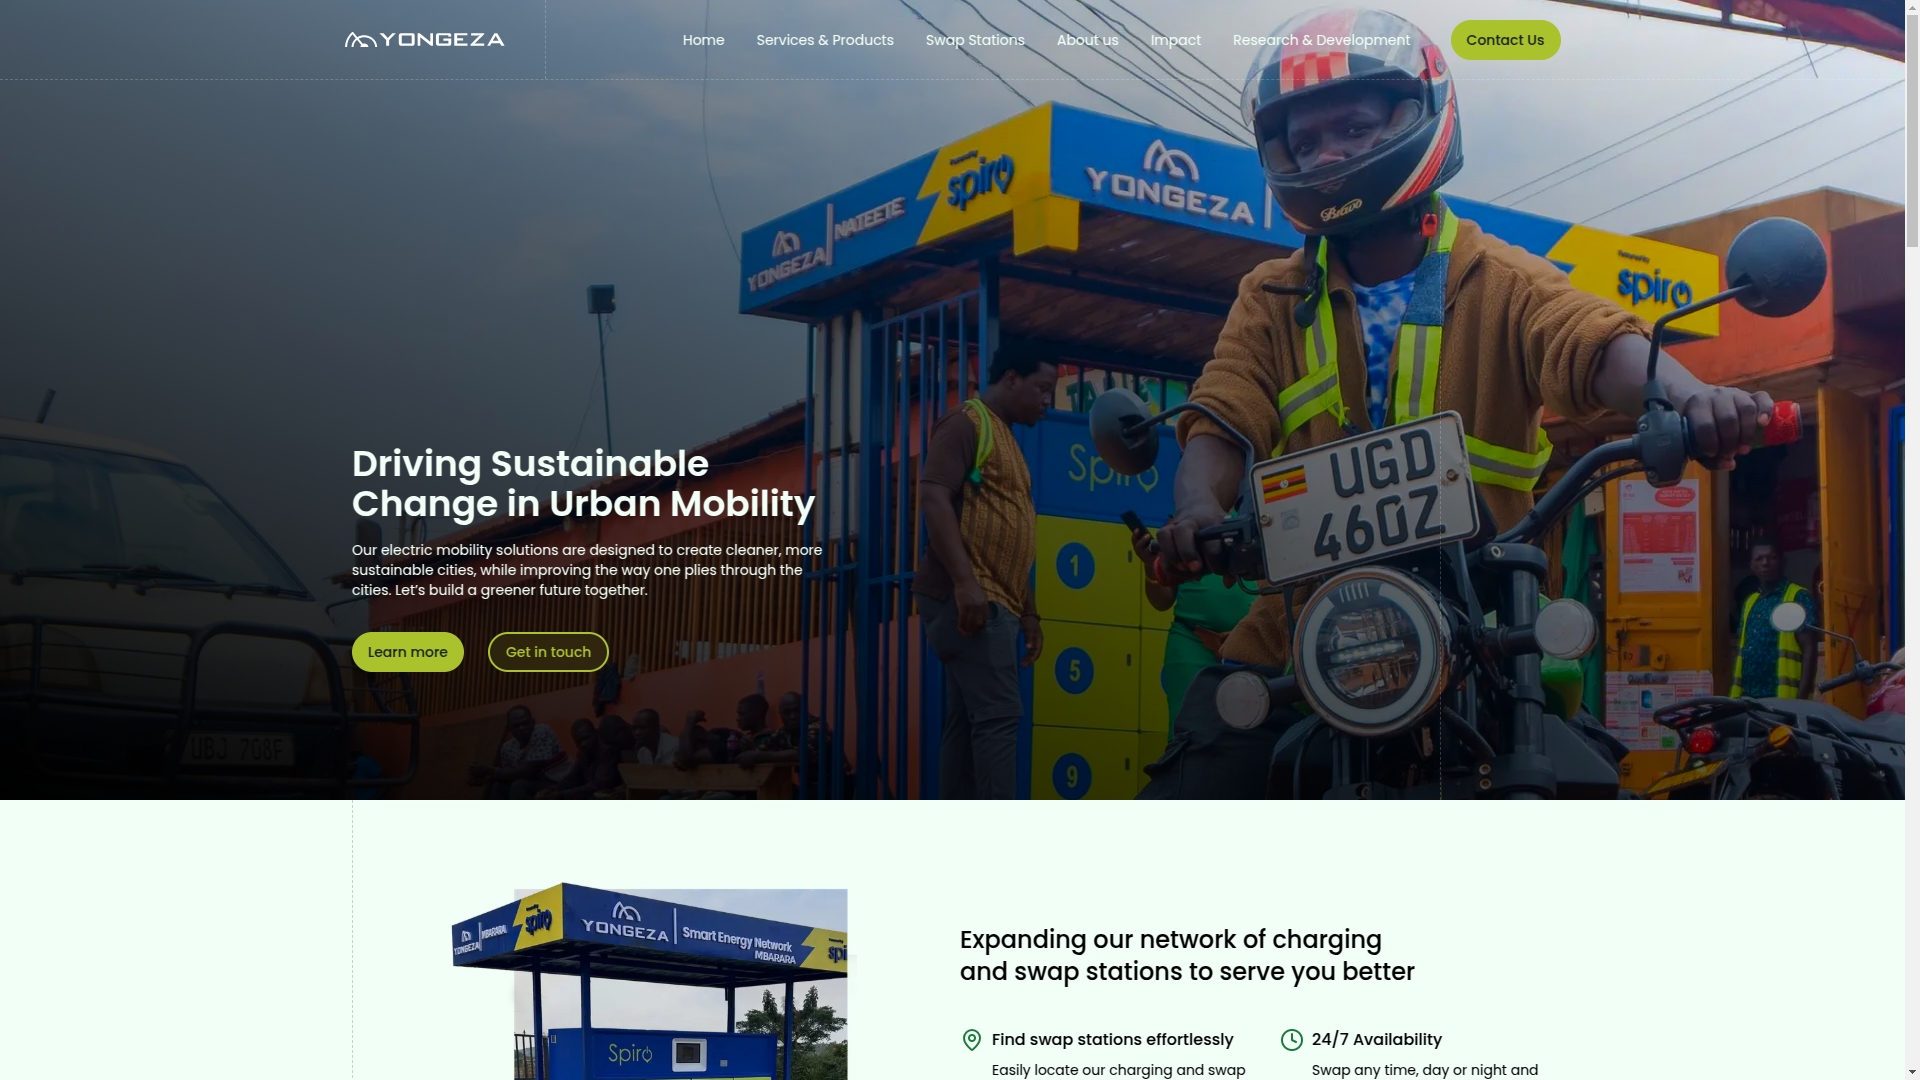 YONGEZA
Home
Services & Products
Swap Stations
About us
Impact
Research & Development
Contact Us
YONGEZA
NATEETE
spiro
YONGEZA
spiro
Bravo
Driving Sustainable
Change in Urban Mobility
Our electric mobility solutions are designed to create cleaner, more
sustainable cities, while improving the way one plies through the
cities. Let’s build a greener future together.
Learn more
Get in touch
Spiro
UGD
460Z
1
5
9
UBJ 708F
YONGEZA
MBARARA
spiro
YONGEZA
Smart Energy Network
MBARARA
spi
Spiro
Expanding our network of charging
and swap stations to serve you better
Find swap stations effortlessly
Easily locate our charging and swap
24/7 Availability
Swap any time, day or night and